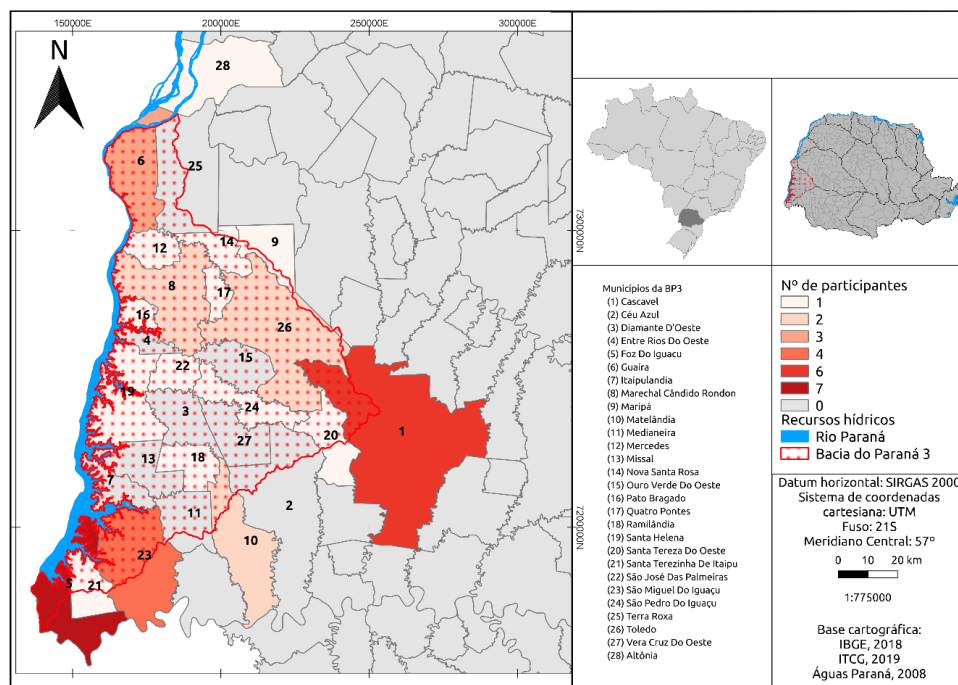 150000E 200000E 250000E 300000E
N
28
6
25
12
14
9
8
17
16
26
4
15
22
19
3
24
1
27
20
13
18
7
2
11
10
23
5
21
7300000N
7200000N
Municípios da BP3
(1) Cascavel
(2) Céu Azul
(3) Diamante D'Oeste
(4) Entre Rios Do Oeste
(5) Foz Do Iguacu
(6) Guaíra
(7) Itaipulandia
(8) Marechal Cândido Rondon
(9) Maripá
(10) Matelândia
(11) Medianeira
(12) Mercedes
(13) Missal
(14) Nova Santa Rosa
(15) Ouro Verde Do Oeste
(16) Pato Bragado
(17) Quatro Pontes
(18) Ramilândia
(19) Santa Helena
(20) Santa Tereza Do Oeste
(21) Santa Terezinha De Itaipu
(22) São José Das Palmeiras
(23) São Miguel Do Iguaçu
(24) São Pedro Do Iguaçu
(25) Terra Roxa
(26) Toledo
(27) Vera Cruz Do Oeste
(28) Altônia
Nº de participantes
1
2
3
4
6
7
0
Recursos hídricos
Rio Paraná
Bacia do Paraná 3
Datum horizontal: SIRGAS 2000
Sistema de coordenadas
cartesiana: UTM
Fuso: 21S
Meridiano Central: 57º
0 10 20 km
1:775000
Base cartográfica:
IBGE, 2018
ITCG, 2019
Águas Paraná, 2008